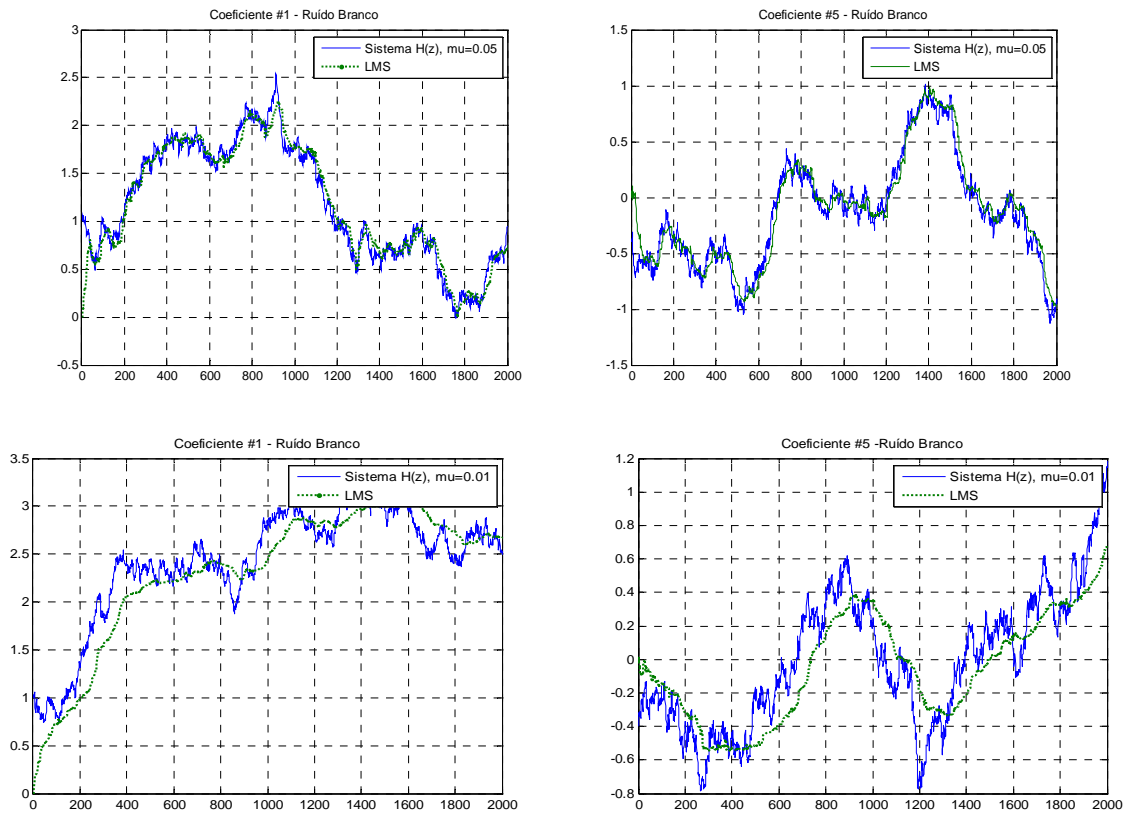 Coeficiente #1 - Ruído Branco
3
2.5
2
1.5
1
0.5
0
-0.5
0 200 400 600 800 1000 1200 1400 1600 1800 2000
Sistema H(z), mu=0.05
LMS
Coeficiente #5 - Ruído Branco
1.5
1
0.5
0
-0.5
-1
-1.5
0 200 400 600 800 1000 1200 1400 1600 1800 2000
Sistema H(z), mu=0.05
LMS
Coeficiente #1 - Ruído Branco
3.5
3
2.5
2
1.5
1
0.5
0
0 200 400 600 800 1000 1200 1400 1600 1800 2000
Sistema H(z), mu=0.01
LMS
Coeficiente #5 -Ruído Branco
1.2
1
0.8
0.6
0.4
0.2
0
-0.2
-0.4
-0.6
-0.8
0 200 400 600 800 1000 1200 1400 1600 1800 2000
Sistema H(z), mu=0.01
LMS